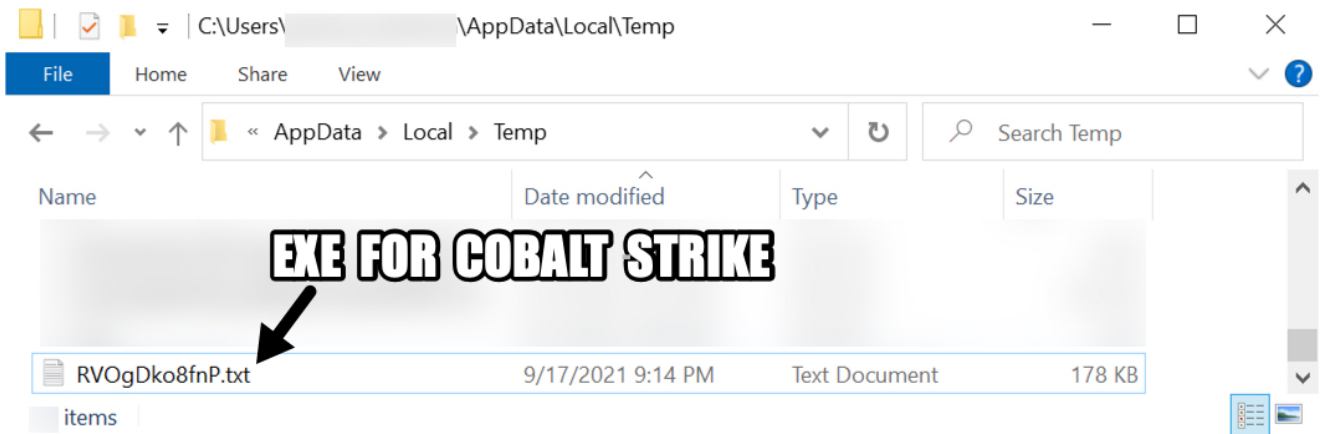 C:\Users\ \AppData\Local\Temp
File Home Share View
« AppData > Local > Temp Search Temp
Name Date modified Type Size
EXE FOR COBALT STRIKE
RVOgDko8fnP.txt 9/17/2021 9:14 PM Text Document 178 KB
items